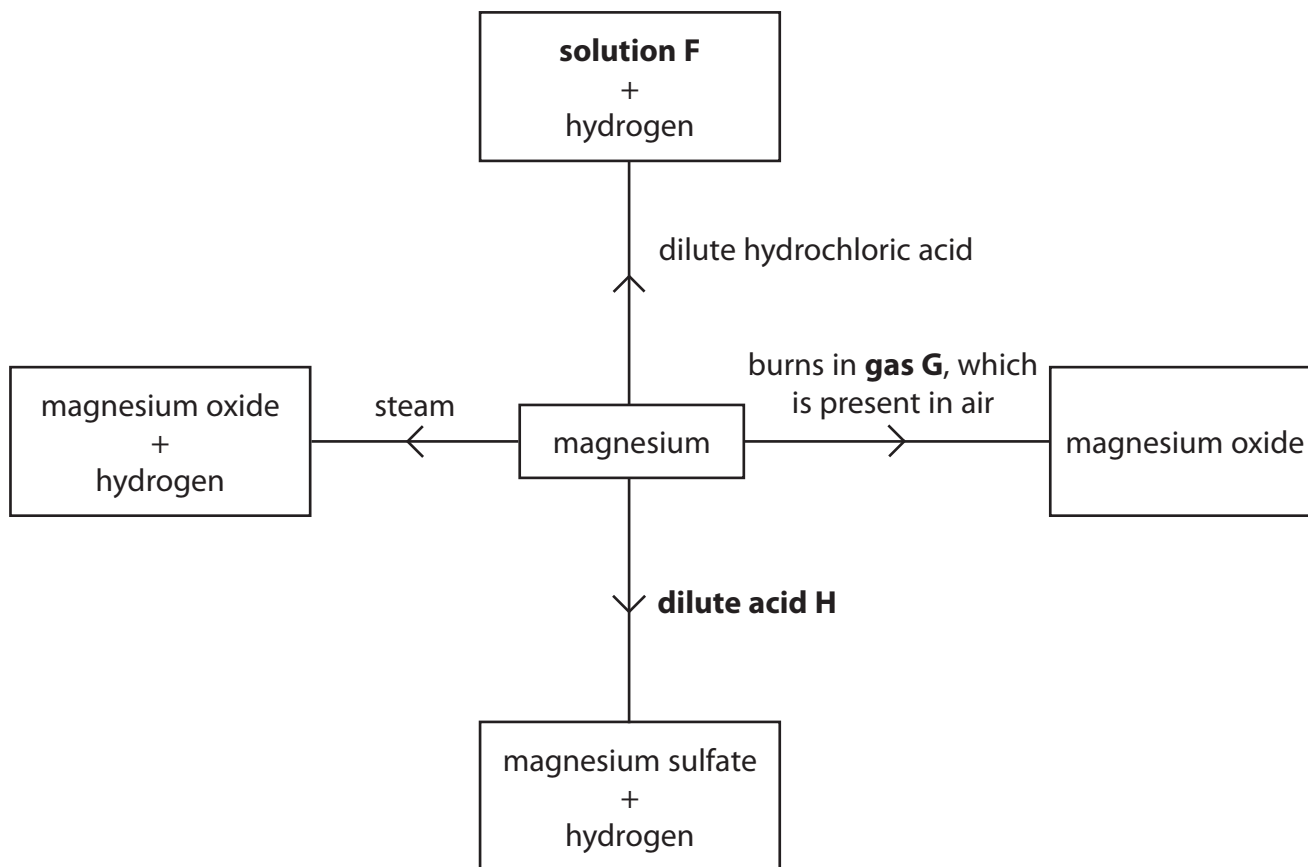 solution F
+
hydrogen
dilute hydrochloric acid
burns in gas G, which
is present in air
magnesium oxide
+
hydrogen
steam
magnesium
magnesium oxide
dilute acid H
magnesium sulfate
+
hydrogen